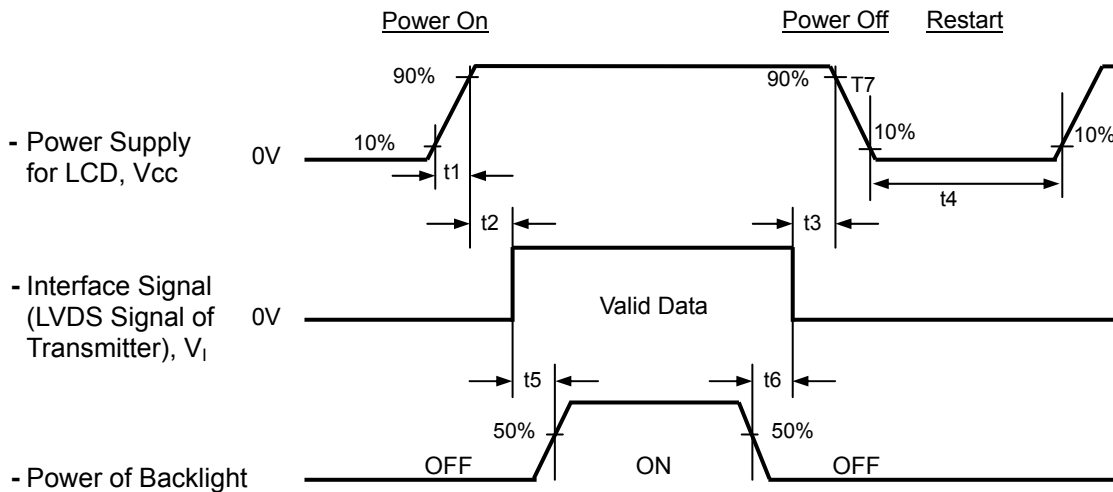 Power On
Power Off
Restart
90%
90%
T7
- Power Supply
for LCD, Vcc
0V
10%
10%
10%
t1
t4
t2
t3
- Interface Signal
(LVDS Signal of
Transmitter), VI
0V
Valid Data
t5
t6
50%
50%
- Power of Backlight
OFF
ON
OFF